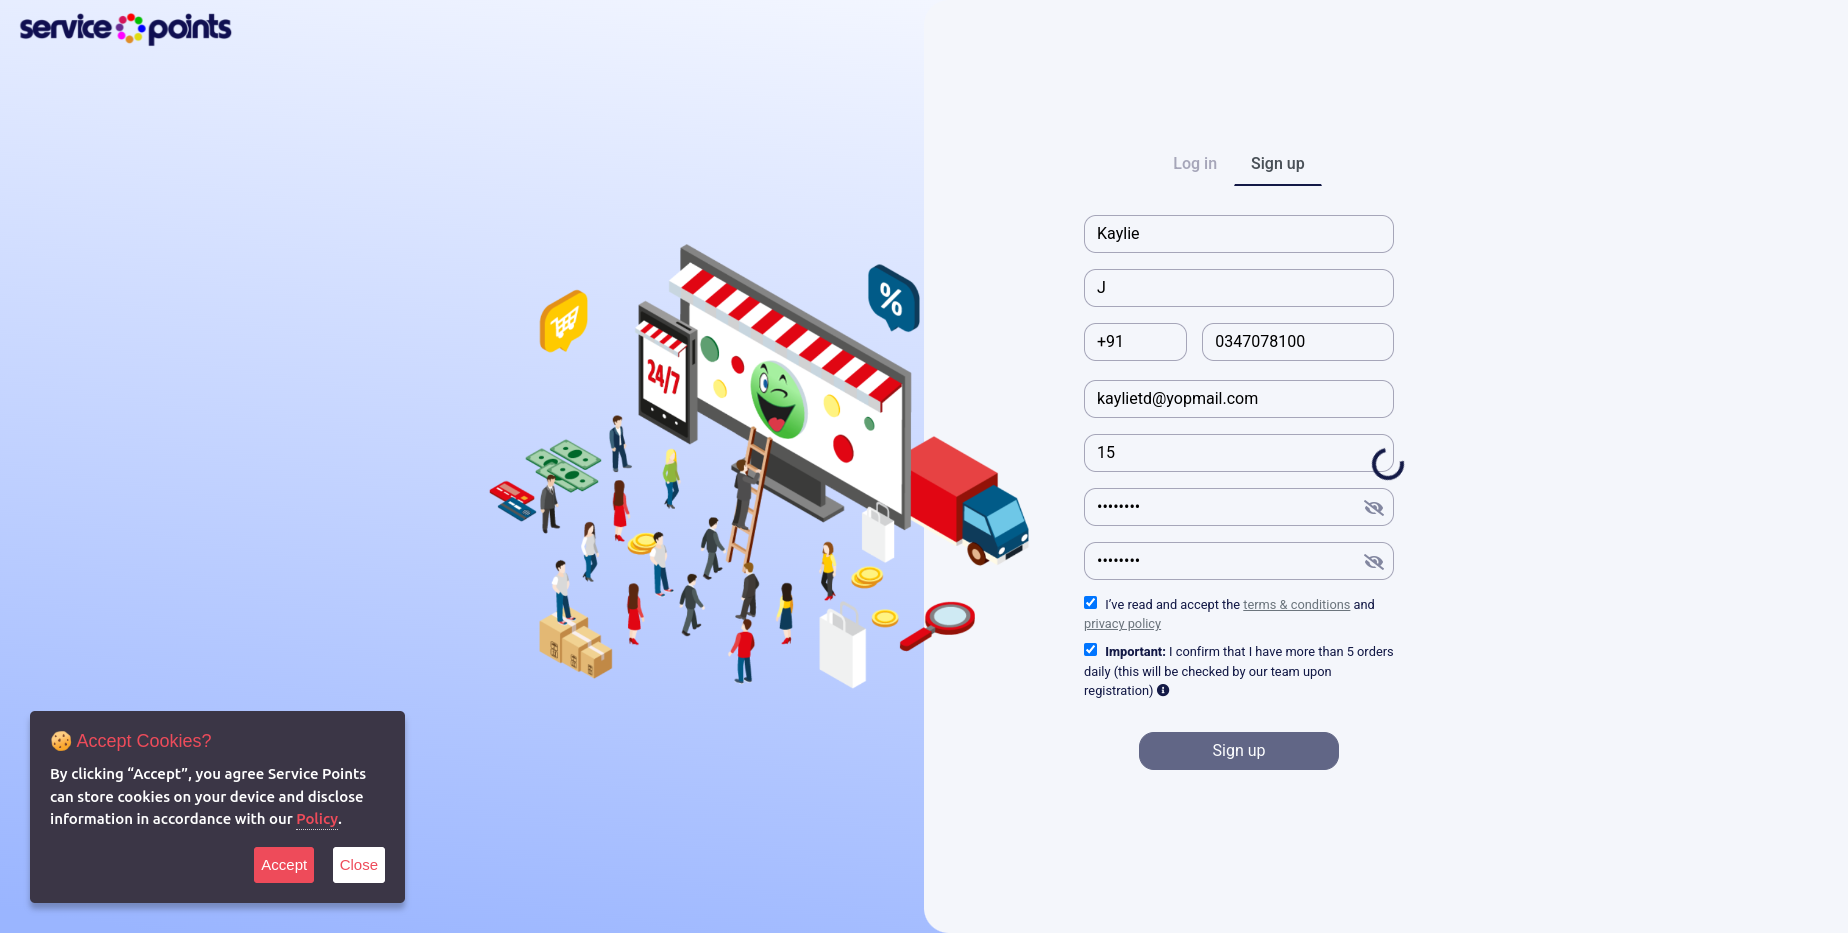 service points
Log in
Sign up
Kaylie
J
+91
0347078100
kaylietd@yopmail.com
15
••••••••
••••••••
I’ve read and accept the terms & conditions and
privacy policy
Important: I confirm that I have more than 5 orders
daily (this will be checked by our team upon
registration)
Sign up
%
24/7
🍪 Accept Cookies?
By clicking “Accept”, you agree Service Points
can store cookies on your device and disclose
information in accordance with our Policy.
Accept
Close